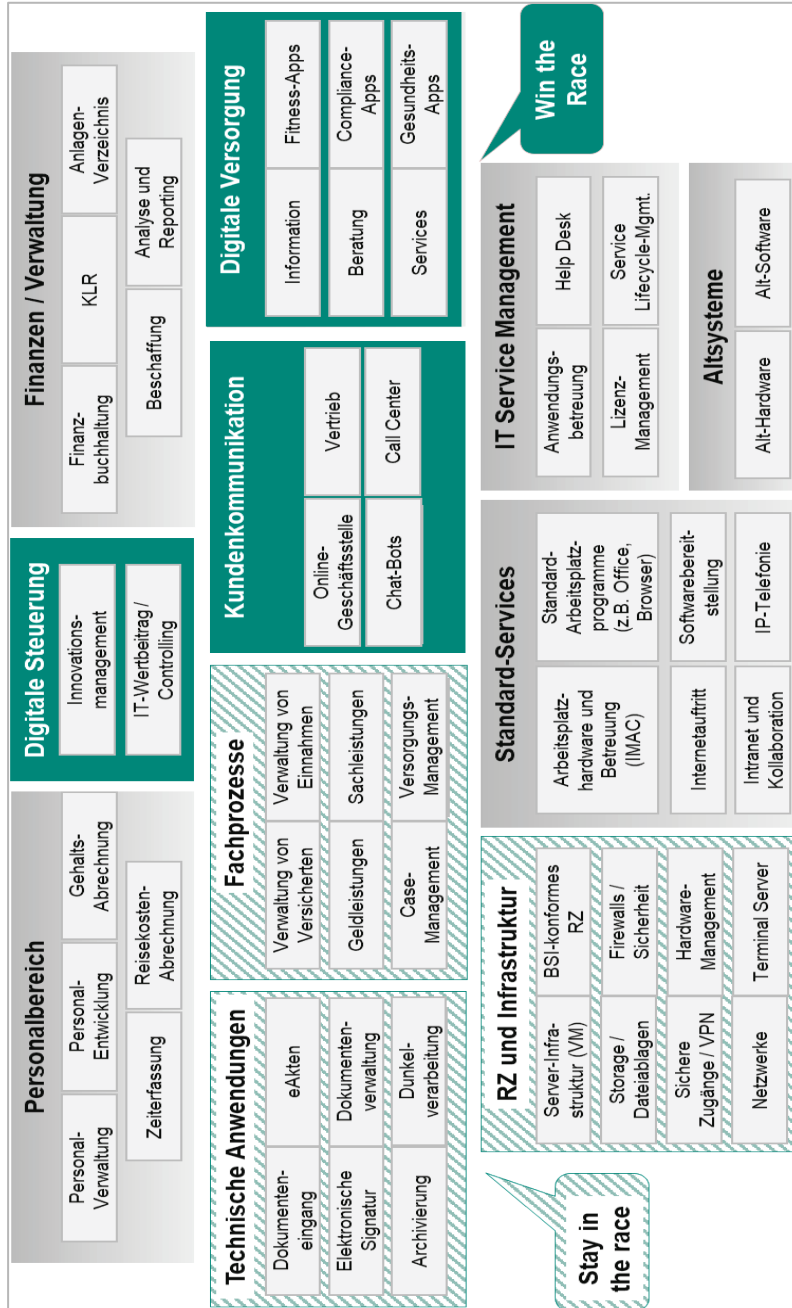 Personalbereich
Personal-
Verwaltung
Personal-
Entwicklung
Gehalts-
Abrechnung
Zeiterfassung
Reisekosten-
Abrechnung
Digitale Steuerung
Innovations-
management
IT-Wertbeitrag /
Controlling
Finanzen / Verwaltung
Finanz-
buchhaltung
KLR
Anlagen-
Verzeichnis
Beschaffung
Analyse und
Reporting
Technische Anwendungen
Dokumenten-
eingang
eAkten
Elektronische
Signatur
Dokumenten-
verwaltung
Archivierung
Dunkel-
verarbeitung
Fachprozesse
Verwaltung von
Versicherten
Verwaltung von
Einnahmen
Geldleistungen
Sachleistungen
Case-
Management
Versorgungs-
Management
Kundenkommunikation
Online-
Geschäftsstelle
Vertrieb
Chat-Bots
Call Center
Digitale Versorgung
Information
Fitness-Apps
Beratung
Compliance-
Apps
Services
Gesundheits-
Apps
Stay in
the race
RZ und Infrastruktur
Server-Infra-
struktur (VM)
BSI-konformes
RZ
Storage /
Dateiablagen
Firewalls /
Sicherheit
Sichere
Zugänge / VPN
Hardware-
Management
Netzwerke
Terminal Server
Standard-Services
Arbeitsplatz-
hardware und
Betreuung
(IMAC)
Standard-
Arbeitsplatz-
programme
(z.B. Office,
Browser)
Internetauftritt
Softwarebereit-
stellung
Intranet und
Kollaboration
IP-Telefonie
IT Service Management
Anwendungs-
betreuung
Help Desk
Lizenz-
Management
Service
Lifecycle-Mgmt.
Altsysteme
Alt-Hardware
Alt-Software
Win the
Race